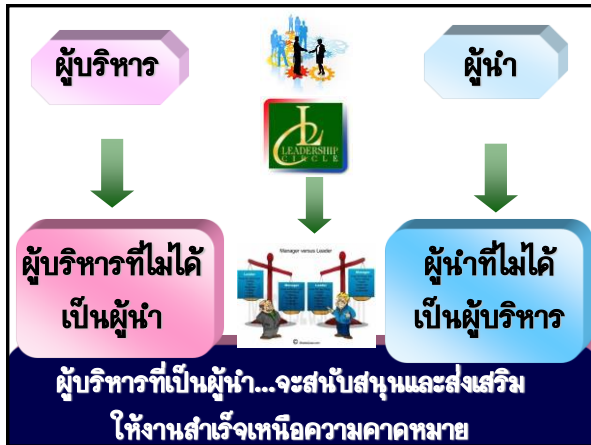 ผู้บริหาร
ผู้นำ
LEADERSHIP
CIRCLE
ผู้บริหารที่ไม่ได้
เป็นผู้นำ
Manager versus Leader
Leader
Manager
Leader
Manager
ผู้นำที่ไม่ได้
เป็นผู้บริหาร
ผู้บริหารที่เป็นผู้นำ...จะสนับสนุนและส่งเสริม
ให้งานสำเร็จเหนือความคาดหมาย